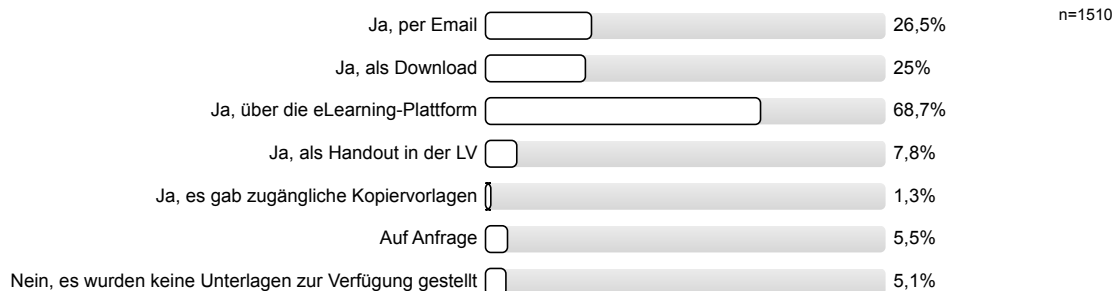 Ja, per Email 26,5% n=1510
Ja, als Download 25%
Ja, über die eLearning-Plattform 68,7%
Ja, als Handout in der LV 7,8%
Ja, es gab zugängliche Kopiervorlagen 1,3%
Auf Anfrage 5,5%
Nein, es wurden keine Unterlagen zur Verfügung gestellt 5,1%